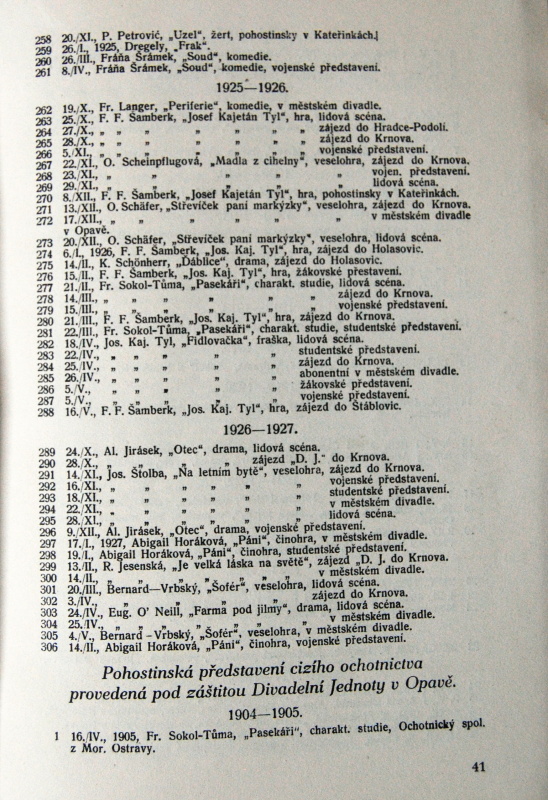 258 20./XI., P. Petrović, „Uzel", žert, pohostinsky v Kateřinkách.
259 26./I., 1925, Dregely, „Frak".
260 26./III., Fráňa Šrámek, „Soud", komedie.
261 8./IV., Fráňa Šrámek, „Soud", komedie, vojenské představení.
1925—1926.
262 19./X., Fr. Langer, „Periferie", komedie, v městském divadle.
263 25./X., F. F. Šamberk, „Josef Kajetán Tyl", hra, lidová scéna.
264 27./X., „ „ „ „ „ „ zájezd do Hradce-Podolí.
265 28./X., „ „ „ „ „ „ zájezd do Krnova.
266 5./XI., „ „ „ „ „ „ vojenské představení.
267 22./XI., O. Scheinpflugová, „Madla z cihelny", veselohra, zájezd do Krnova.
268 23./XI., „ „ „ „ „ vojen. představení.
269 29./XI., „ „ „ „ „ lidová scéna.
270 8./XII., F. F. Šamberk, „Josef Kajetán Tyl", hra, pohostinsky v Kateřinkách.
271 13./XII., O. Schäfer, „Střevíček paní markýzky", veselohra, zájezd do Krnova.
272 17./XII., „ „ „ „ „ „ v městském divadle
v Opavě.
273 20./XII., O. Schäfer, „Střevíček paní markýzky", veselohra, lidová scéna.
274 6./I., 1926, F. F. Šamberk, „Jos. Kaj. Tyl", hra, zájezd do Holasovic.
275 14./II., K. Schönherr, „Ďáblice", drama, zájezd do Holasovic.
276 15./II., F. F. Šamberk, „Jos. Kaj. Tyl", hra, žákovské přestavení.
277 21./II., Fr. Sokol-Tůma, „Pasekáři", charakt. studie, lidová scéna.
278 14./III., „ „ „ „ „ zájezd do Krnova.
279 15./III., „ „ „ „ „ vojenské představení.
280 21./III., F. F. Šamberk, „Jos. Kaj. Tyl", hra, zájezd do Krnova.
281 22./III., Fr. Sokol-Tůma, „Pasekáři", charakt. studie, studentské představení.
282 18./IV., Jos. Kaj. Tyl, „Fidlovačka", fraška, lidová scéna.
283 22./IV., „ „ „ „ „ studentské představení.
284 25./IV., „ „ „ „ „ zájezd do Krnova.
285 26./IV., „ „ „ „ „ abonentní v městském divadle.
286 5./V., „ „ „ „ „ žákovské představení.
287 5./V., „ „ „ „ „ vojenské představení.
288 16./V., F. F. Šamberk, „Jos. Kaj. Tyl", hra, zájezd do Štáblovic.
1926—1927.
289 24./X., Al. Jirásek, „Otec", drama, lidová scéna.
290 28./X., „ „ „ „ zájezd „D. J." do Krnova.
291 14./XI., Jos. Štolba, „Na letním bytě", veselohra, zájezd do Krnova.
292 16./XI., „ „ „ „ „ „ vojenské představení.
293 18./XI., „ „ „ „ „ „ studentské představení.
294 22./XI., „ „ „ „ „ „ v městském divadle.
295 28./XI., „ „ „ „ „ „ lidová scéna.
296 9./XII., Al. Jirásek, „Otec", drama, vojenské představení.
297 17./I., 1927, Abigail Horáková, „Páni", činohra, v městském divadle.
298 19./I., Abigail Horáková, „Páni", činohra, studentské představení.
299 13./II., R. Jesenská, „Je velká láska na světě", zájezd „D. J. do Krnova.
300 14./II., „ „ „ „ „ „ v městském divadle.
301 20./III., Bernard—Vrbský, „Šofér", veselohra, lidová scéna.
302 3./IV., „ „ „ „ zájezd do Krnova.
303 24./IV., Eug. O' Neill, „Farma pod jilmy", drama, lidová scéna.
304 25./IV., „ „ „ „ „ „ v městském divadle.
305 4./V., Bernard-Vrbský, „Šofér", veselohra, v městském divadle.
306 14./II., Abigail Horáková, „Páni", činohra, vojenské představení.
Pohostinská představení cizího ochotnictva
provedená pod záštitou Divadelní Jednoty v Opavě.
1904—1905.
1 16./IV., 1905, Fr. Sokol-Tůma, „Pasekáři", charakt. studie, Ochotnický spol.
z Mor. Ostravy.
41